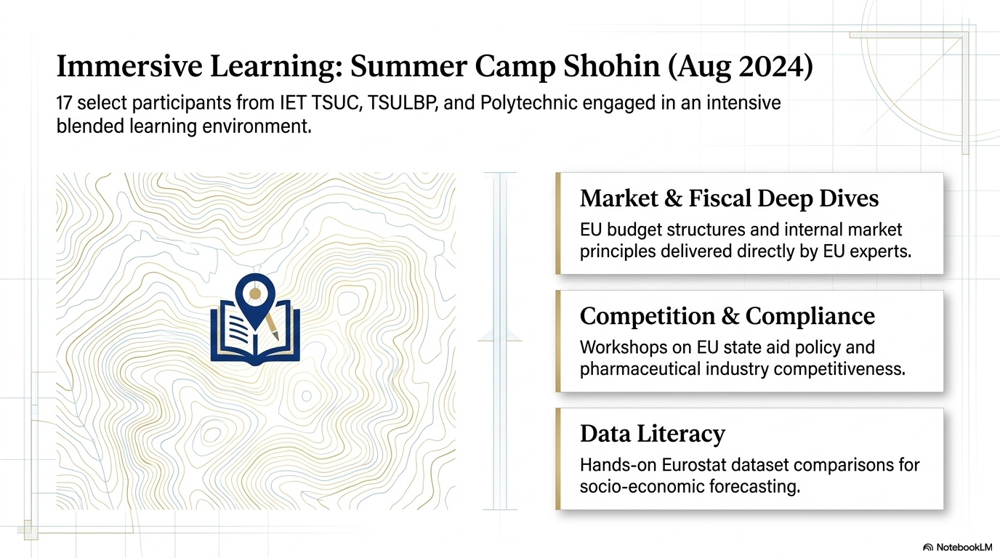 Immersive Learning: Summer Camp Shohin (Aug 2024)
17 select participants from IET TSUC, TSULBP, and Polytechnic engaged in an intensive
blended learning environment.
Market & Fiscal Deep Dives
EU budget structures and internal market
principles delivered directly by EU experts.
Competition & Compliance
Workshops on EU state aid policy and
pharmaceutical industry competitiveness.
Data Literacy
Hands-on Eurostat dataset comparisons for
socio-economic forecasting.
NotebookLM